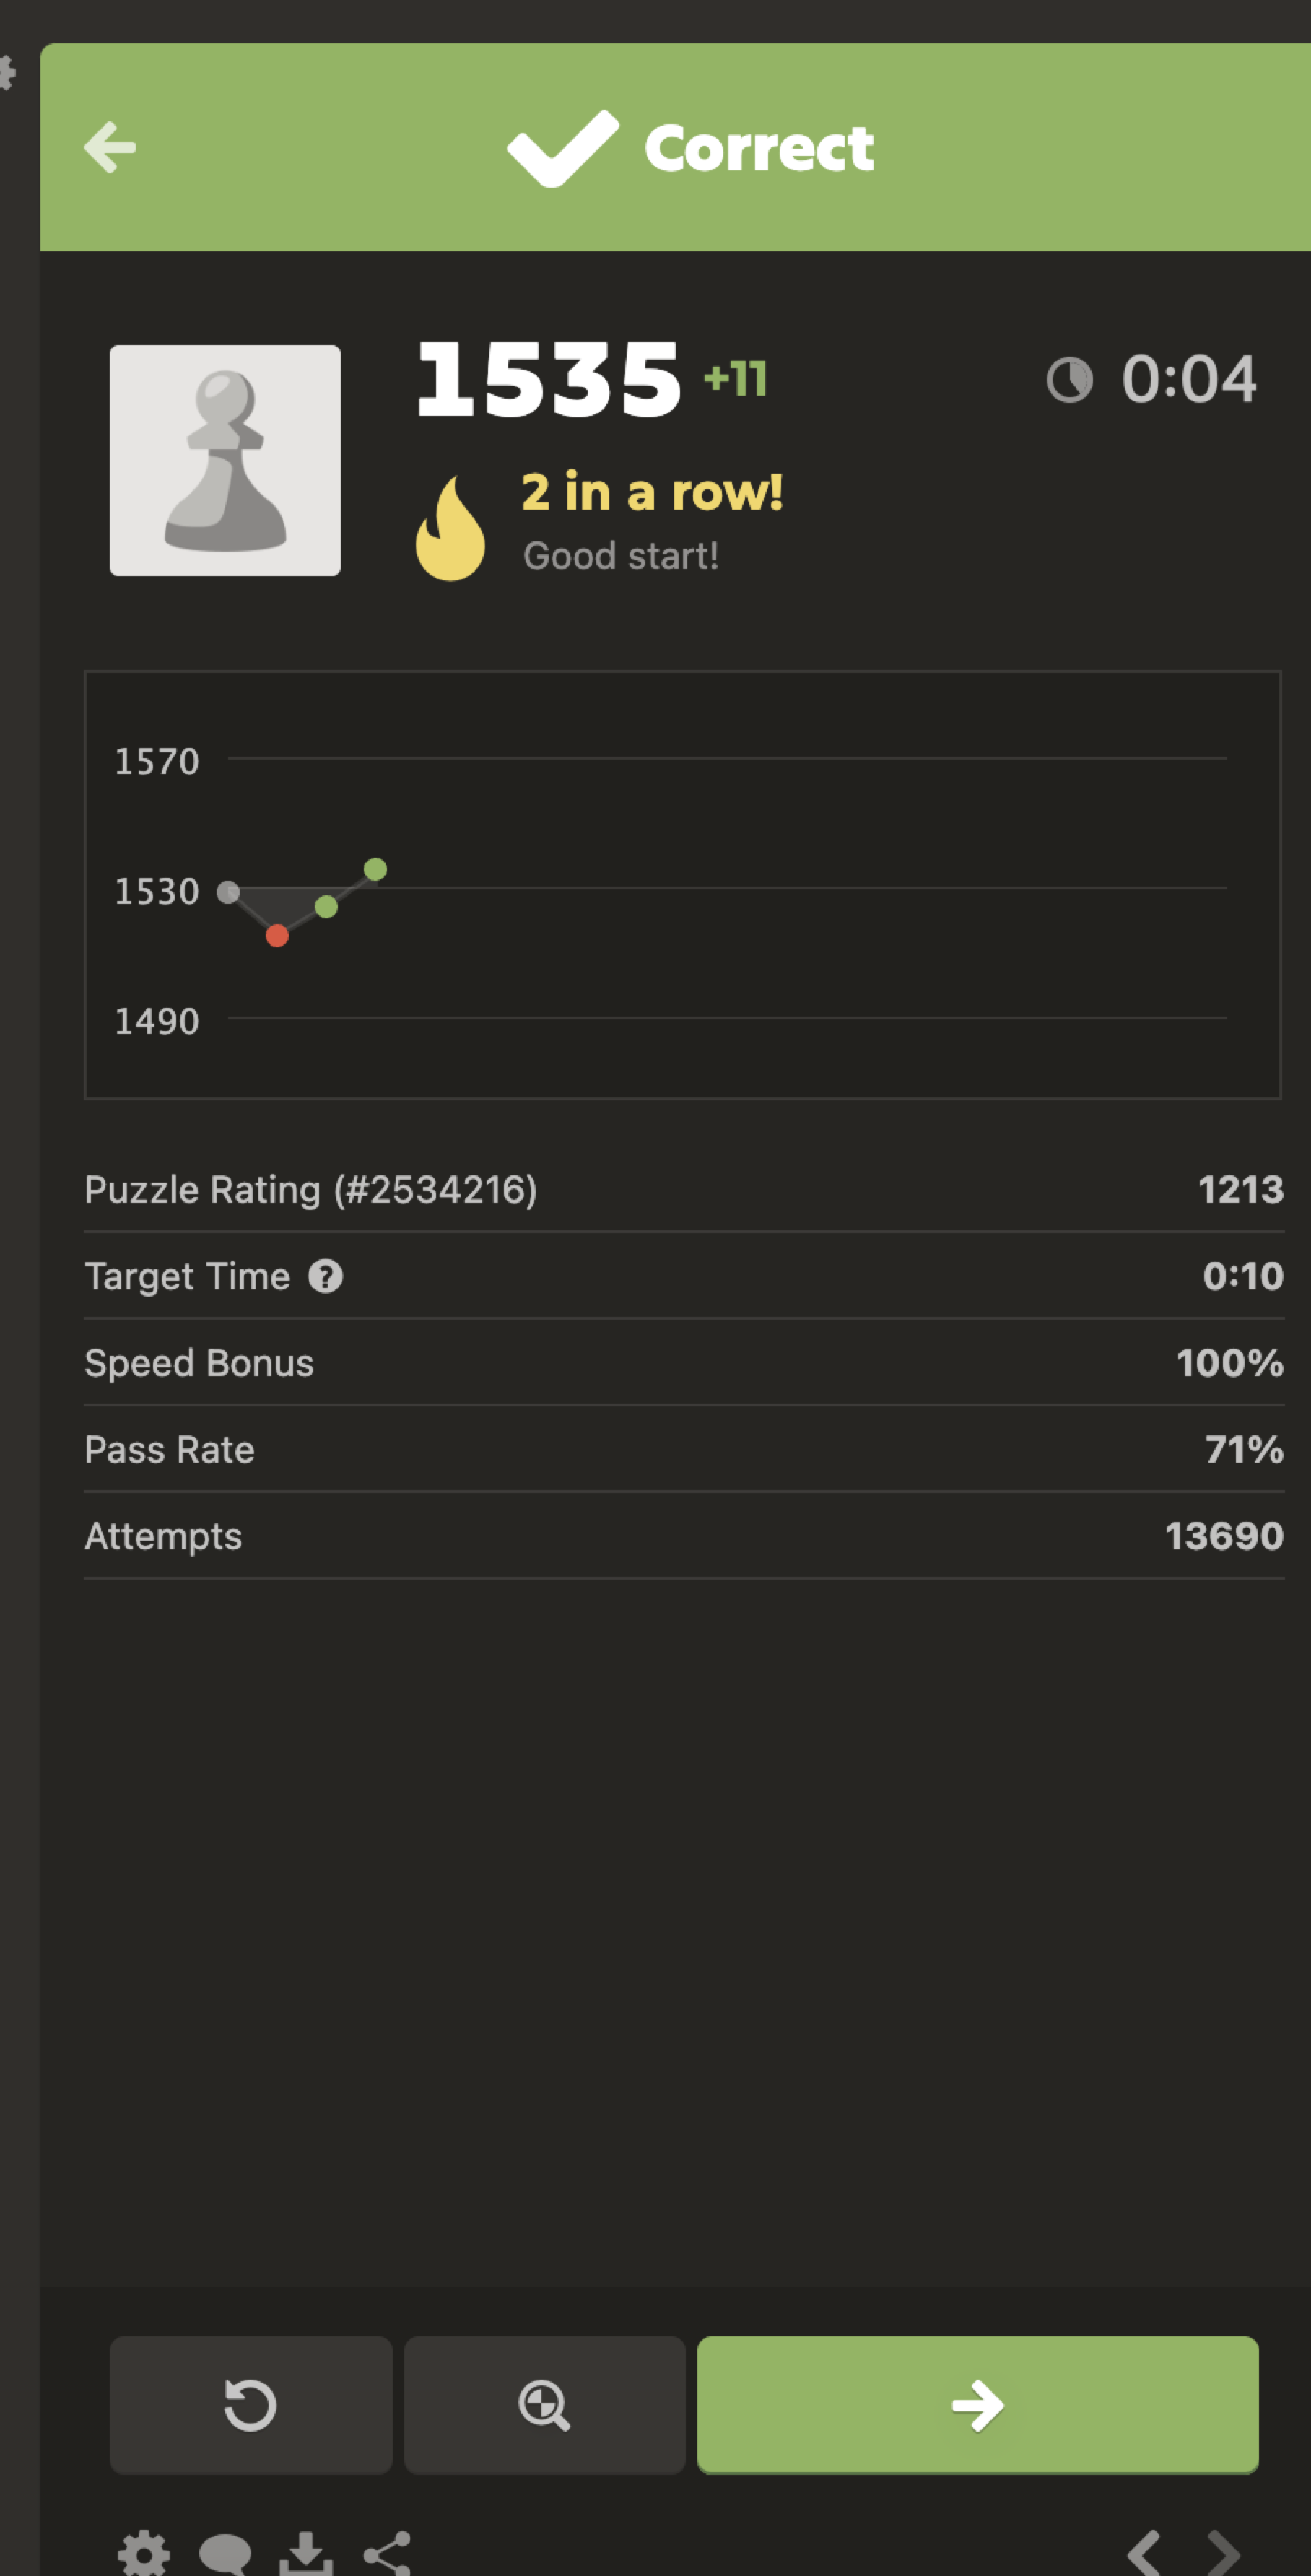 Correct
1535 +11
0:04
2 in a row!
Good start!
1570
1530
1490
Puzzle Rating (#2534216) 1213
Target Time ? 0:10
Speed Bonus 100%
Pass Rate 71%
Attempts 13690